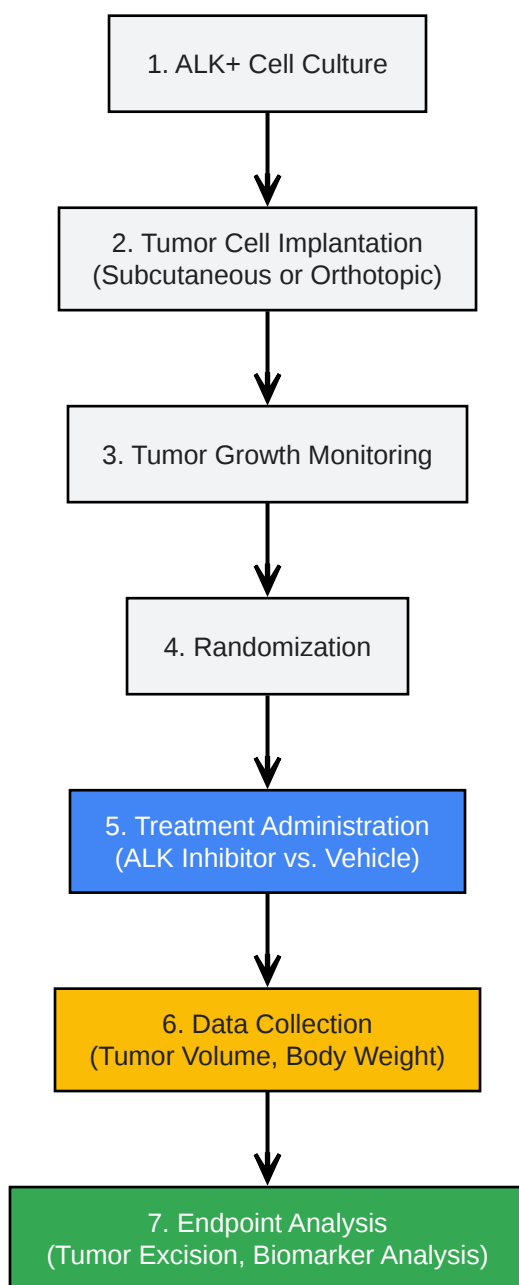 1. ALK+ Cell Culture
2. Tumor Cell Implantation
(Subcutaneous or Orthotopic)
3. Tumor Growth Monitoring
4. Randomization
5. Treatment Administration
(ALK Inhibitor vs. Vehicle)
6. Data Collection
(Tumor Volume, Body Weight)
7. Endpoint Analysis
(Tumor Excision, Biomarker Analysis)